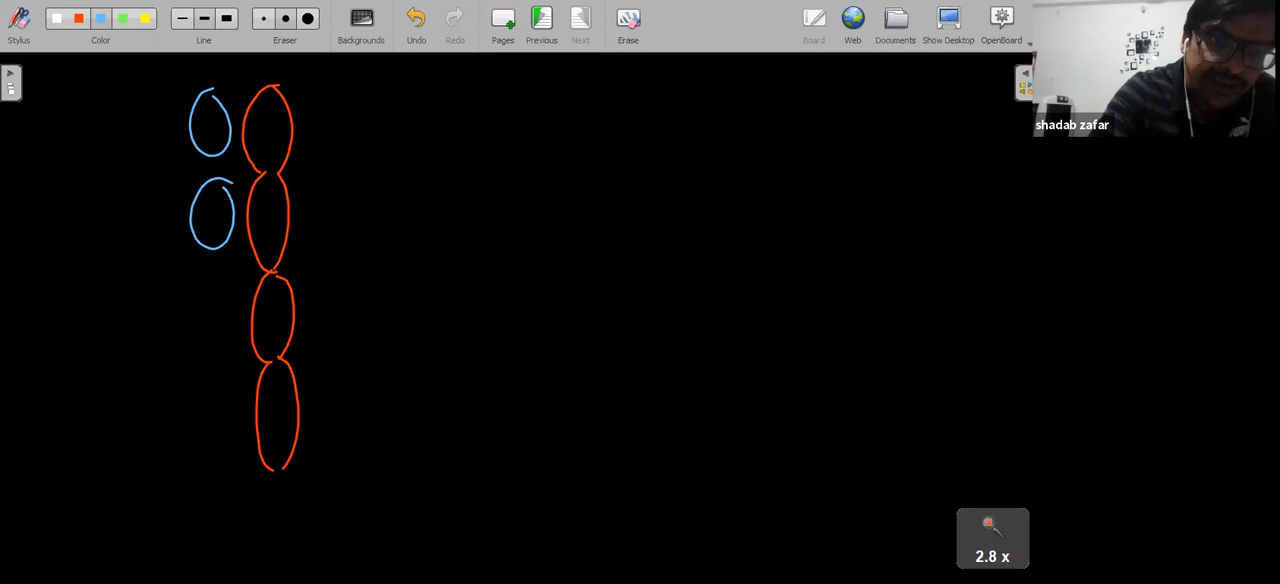 Stylus
Color
Line
Eraser
Backgrounds
Undo
Redo
Pages
Previous
Next
Erase
Board
Web
Documents
Show Desktop
OpenBoard
shadab zafar
2.8 x